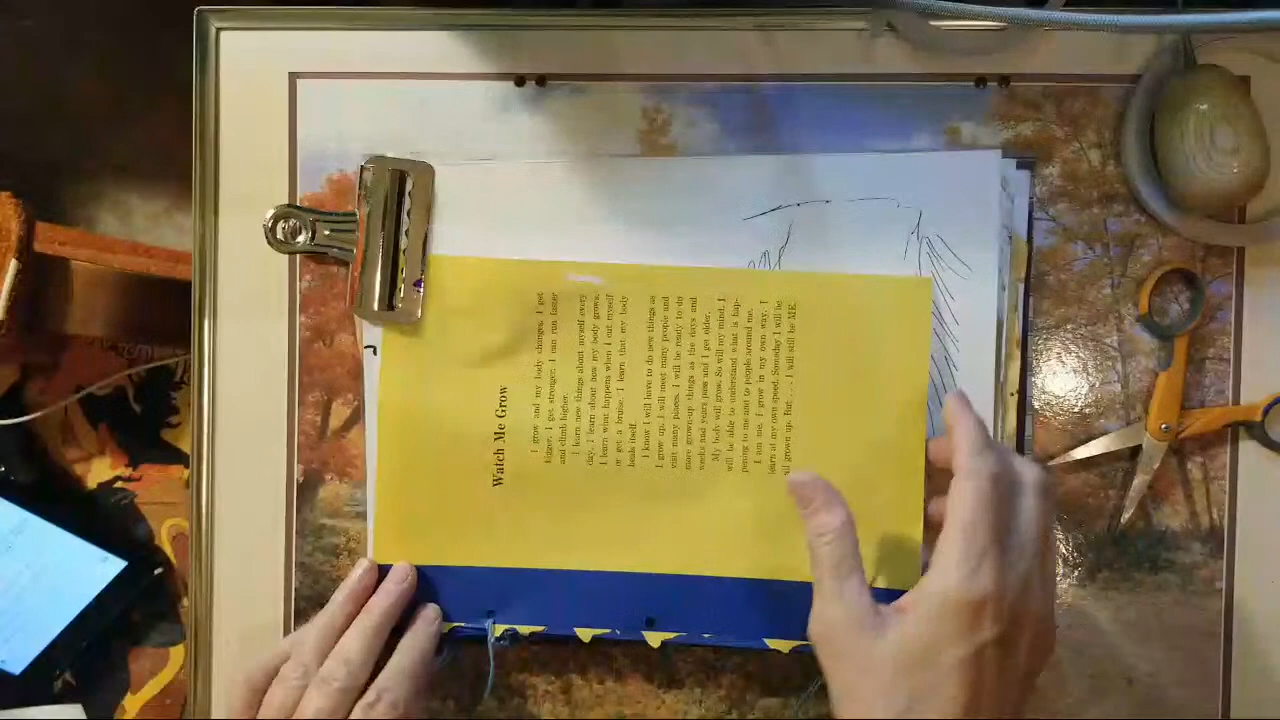 Watch Me Grow
I grow and my body changes. I get
bigger. I get stronger. I can run faster
and climb higher.
I learn new things about myself every
day. I learn about how my body grows.
I learn what happens when I cut myself
or get a bruise. I learn that my body
heals itself.
I know I will have to do new things as
I grow up. I will meet many people and
visit many places. I will be ready to do
more grown-up things as the days and
weeks and years pass and I get older.
My body will grow. So will my mind. I
will be able to understand what is hap-
pening to me and to people around me.
I am me. I grow in my own way. I
learn at my own speed. Someday I will be
all grown up. But . . . I will still be ME.